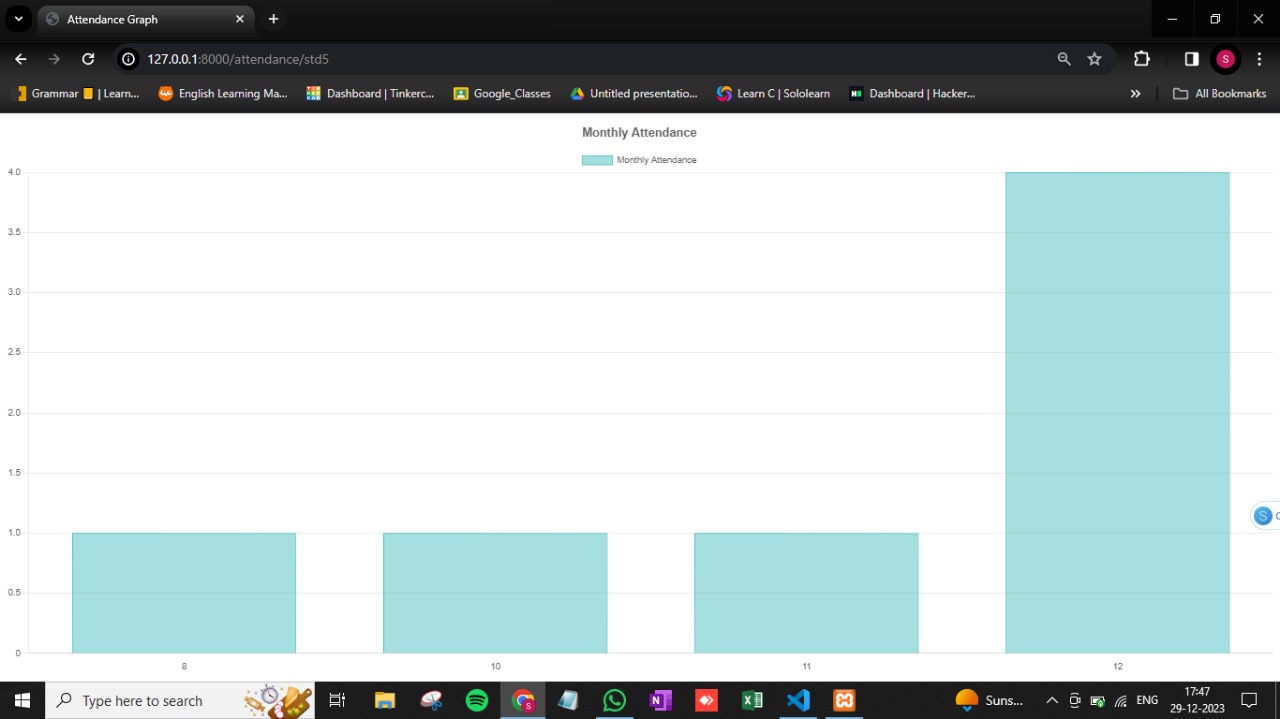 Attendance Graph
127.0.0.1:8000/attendance/std5
S
Grammar | Learn... English Learning Ma... Dashboard | Tinkerc... Google_Classes Untitled presentatio... Learn C | Sololearn Dashboard | Hacker... All Bookmarks
Monthly Attendance
Monthly Attendance
4.0
3.5
3.0
2.5
2.0
1.5
1.0
0.5
0
8 10 11 12
Type here to search
Suns...
ENG
17:47
29-12-2023